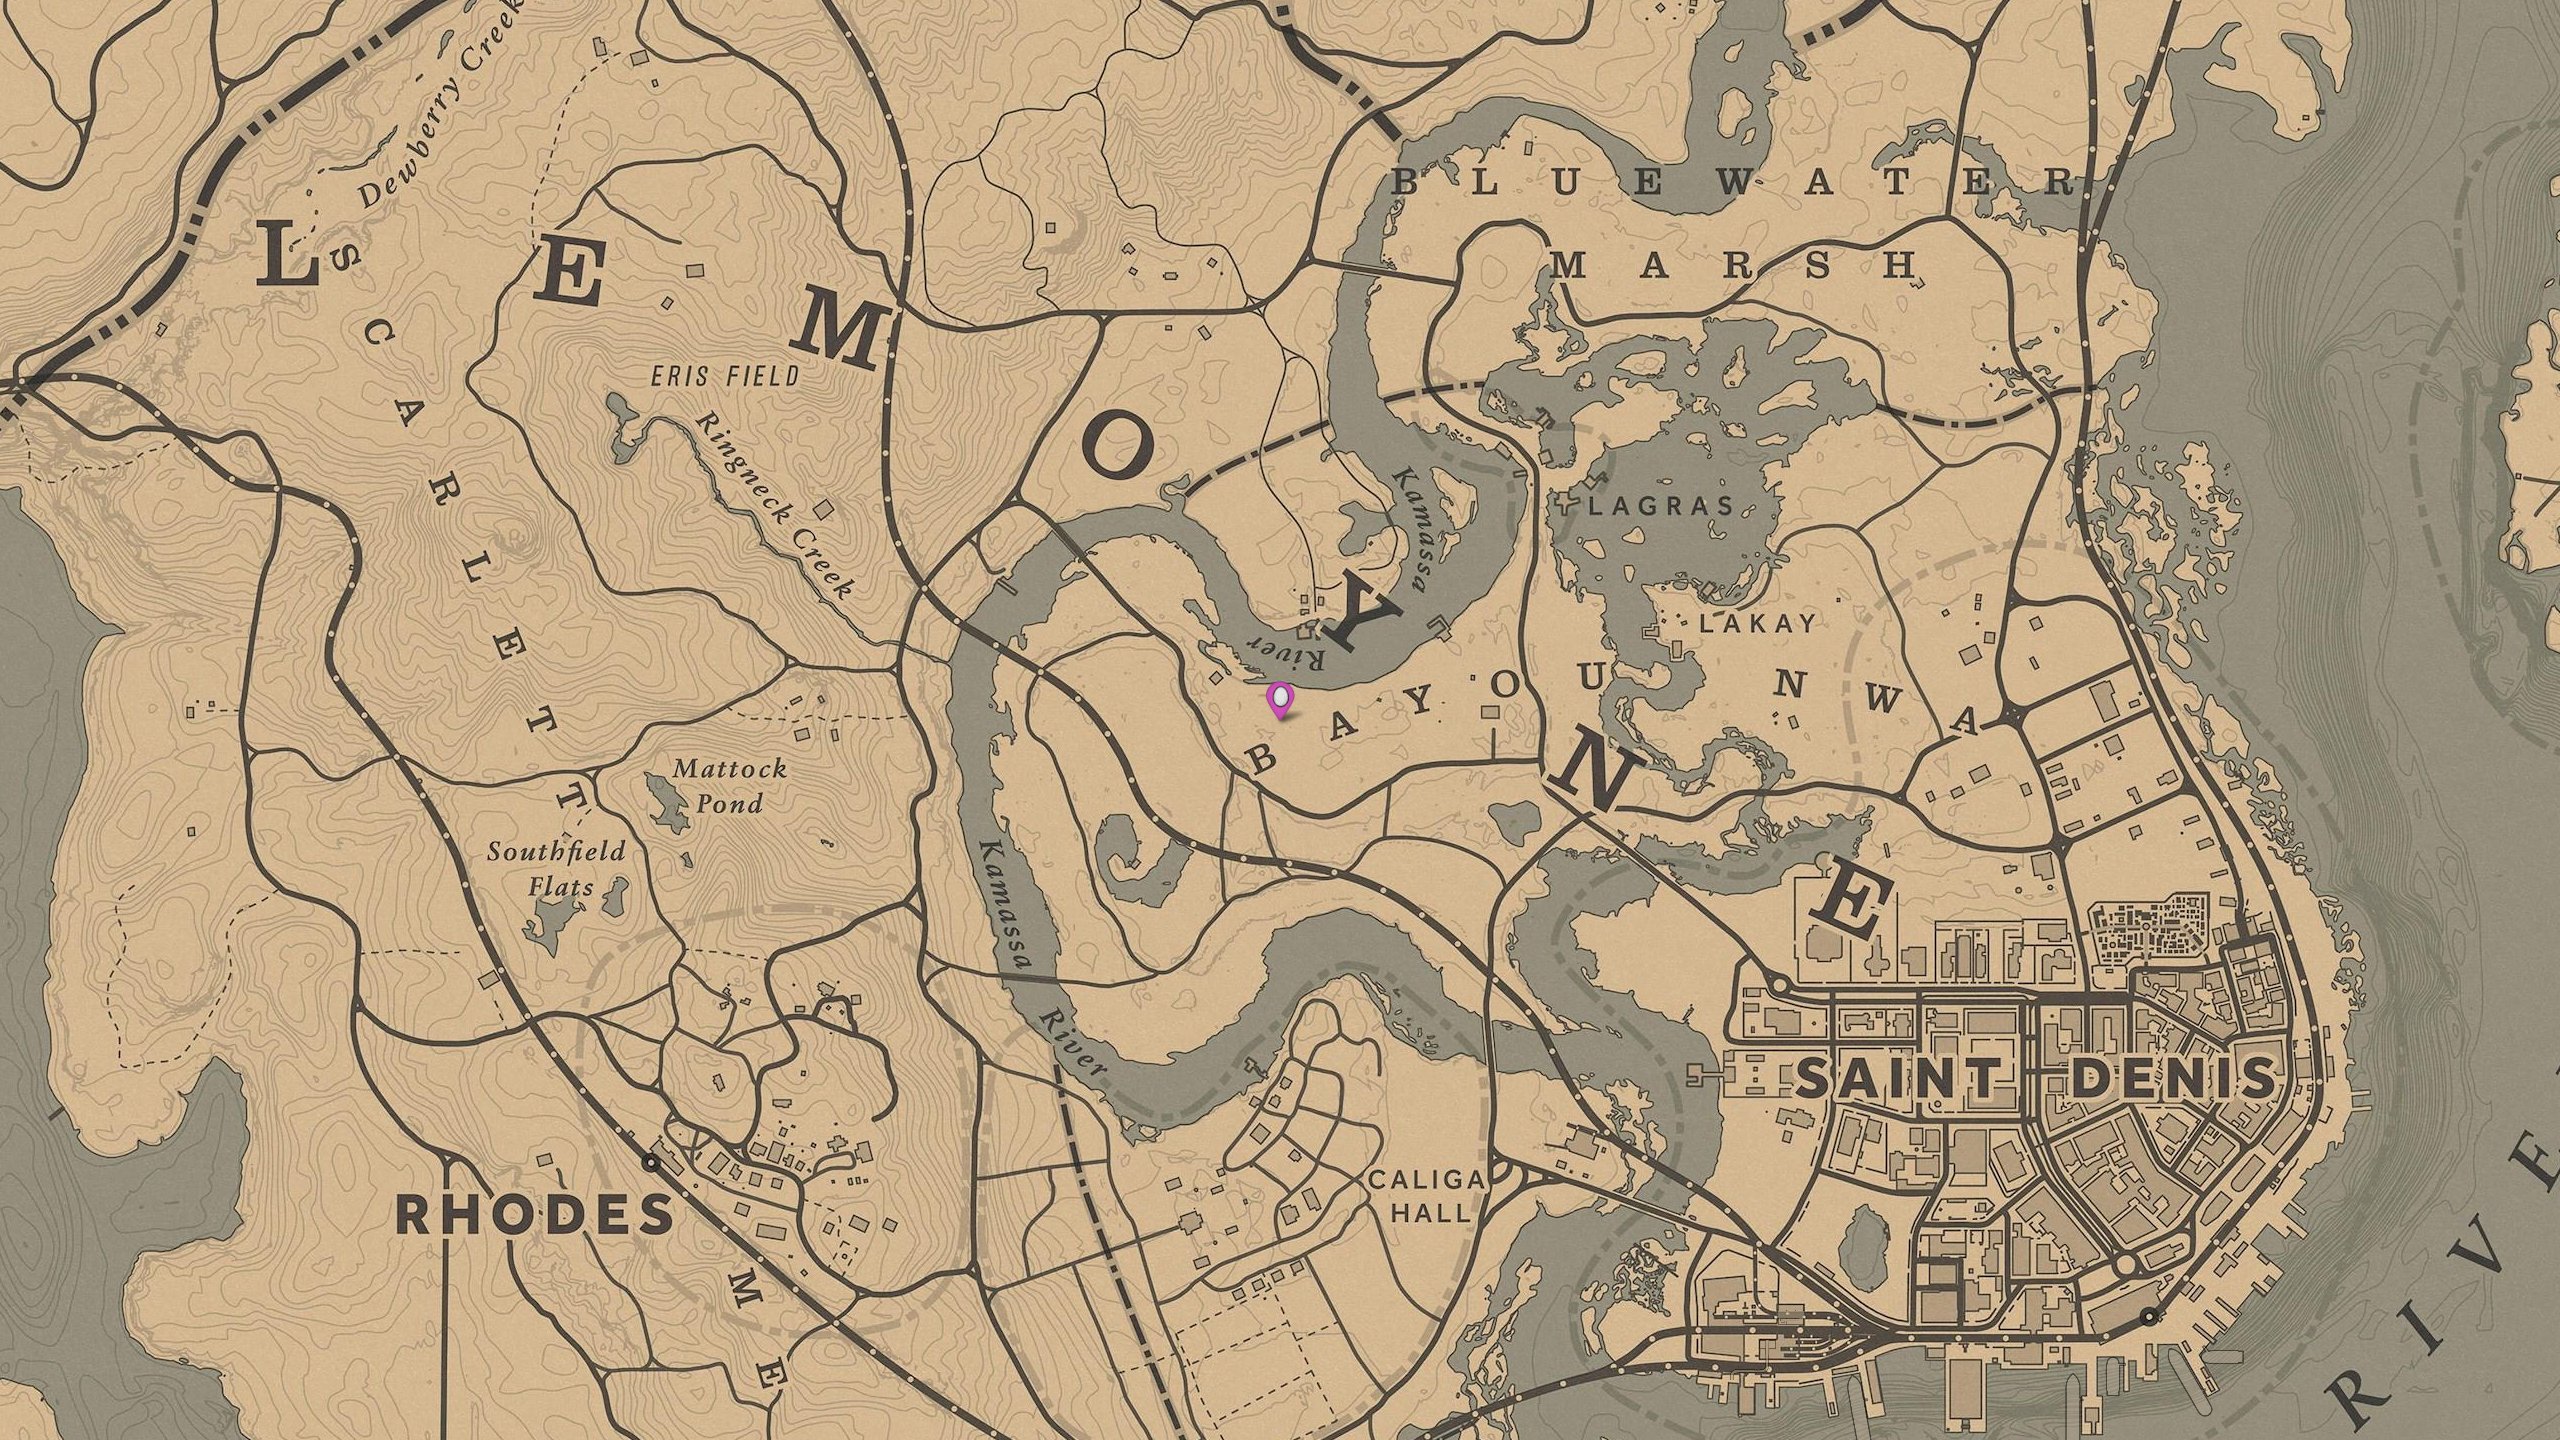 Dewberry Creek
BLUEWATER
MARSH
LEMOYNE
SCARLETT ME
ERIS FIELD
Ringneck Creek
Kamassa
River
LAGRAS
LAKAY
BAYOU NWA
Mattock
Pond
Southfield
Flats
Kamassa
River
SAINT DENIS
CALIGA
HALL
RHODES
RIVE